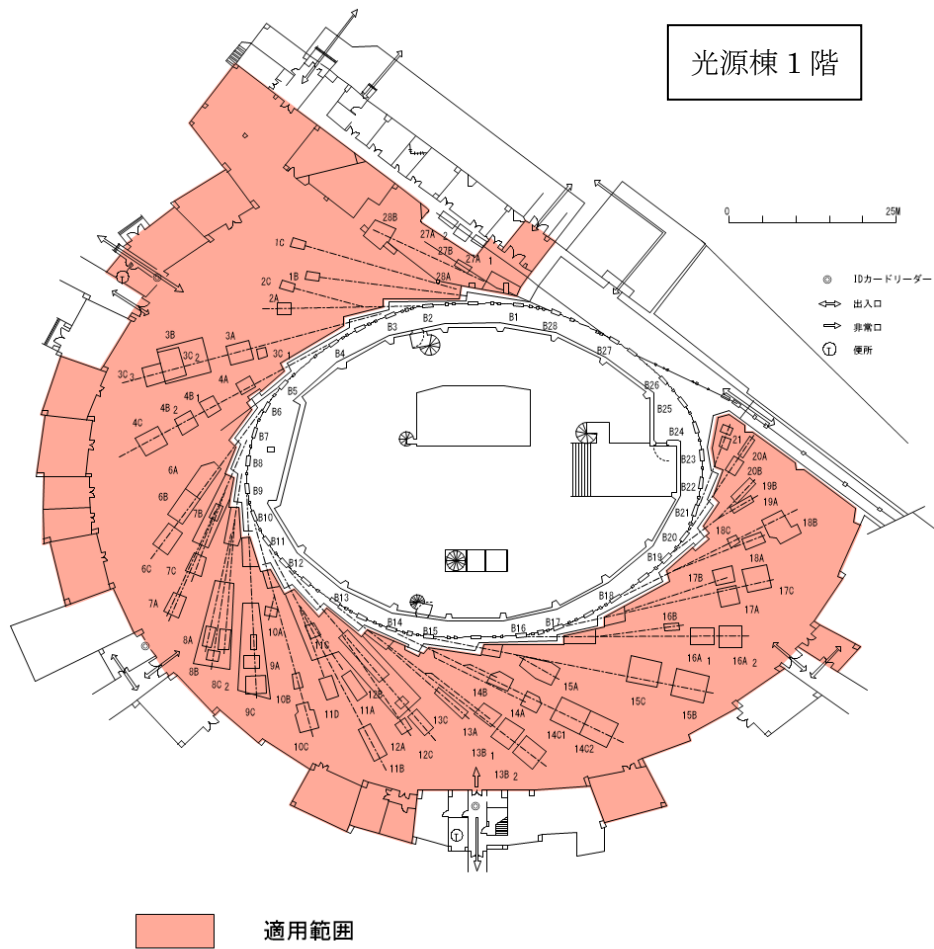 光源棟 1 階
0 25M
IDカードリーダー
出入口
非常口
便所
28B
27A 2
27B
27A 1
28A
1C
1B
2C
2A
3B
3A
3C 2
3C 1
3C 3
4A
4B 1
4B 2
4C
6A
6B
7B
6C
7C
7A
8A
8B
8C 2
9A
9C
10A
10B
10C
11C
11D
11A
11B
12B
12A
12C
13C
13A
13B 1
13B 2
14B
14A
14C1
14C2
15A
15C
15B
16B
16A 1
16A 2
17B
17A
17C
18C
18A
18B
19A
19B
20B
20A
21
B1
B2
B3
B4
B5
B6
B7
B8
B9
B10
B11
B12
B13
B14
B15
B16
B17
B18
B19
B20
B21
B22
B23
B24
B25
B26
B27
B28
適用範囲